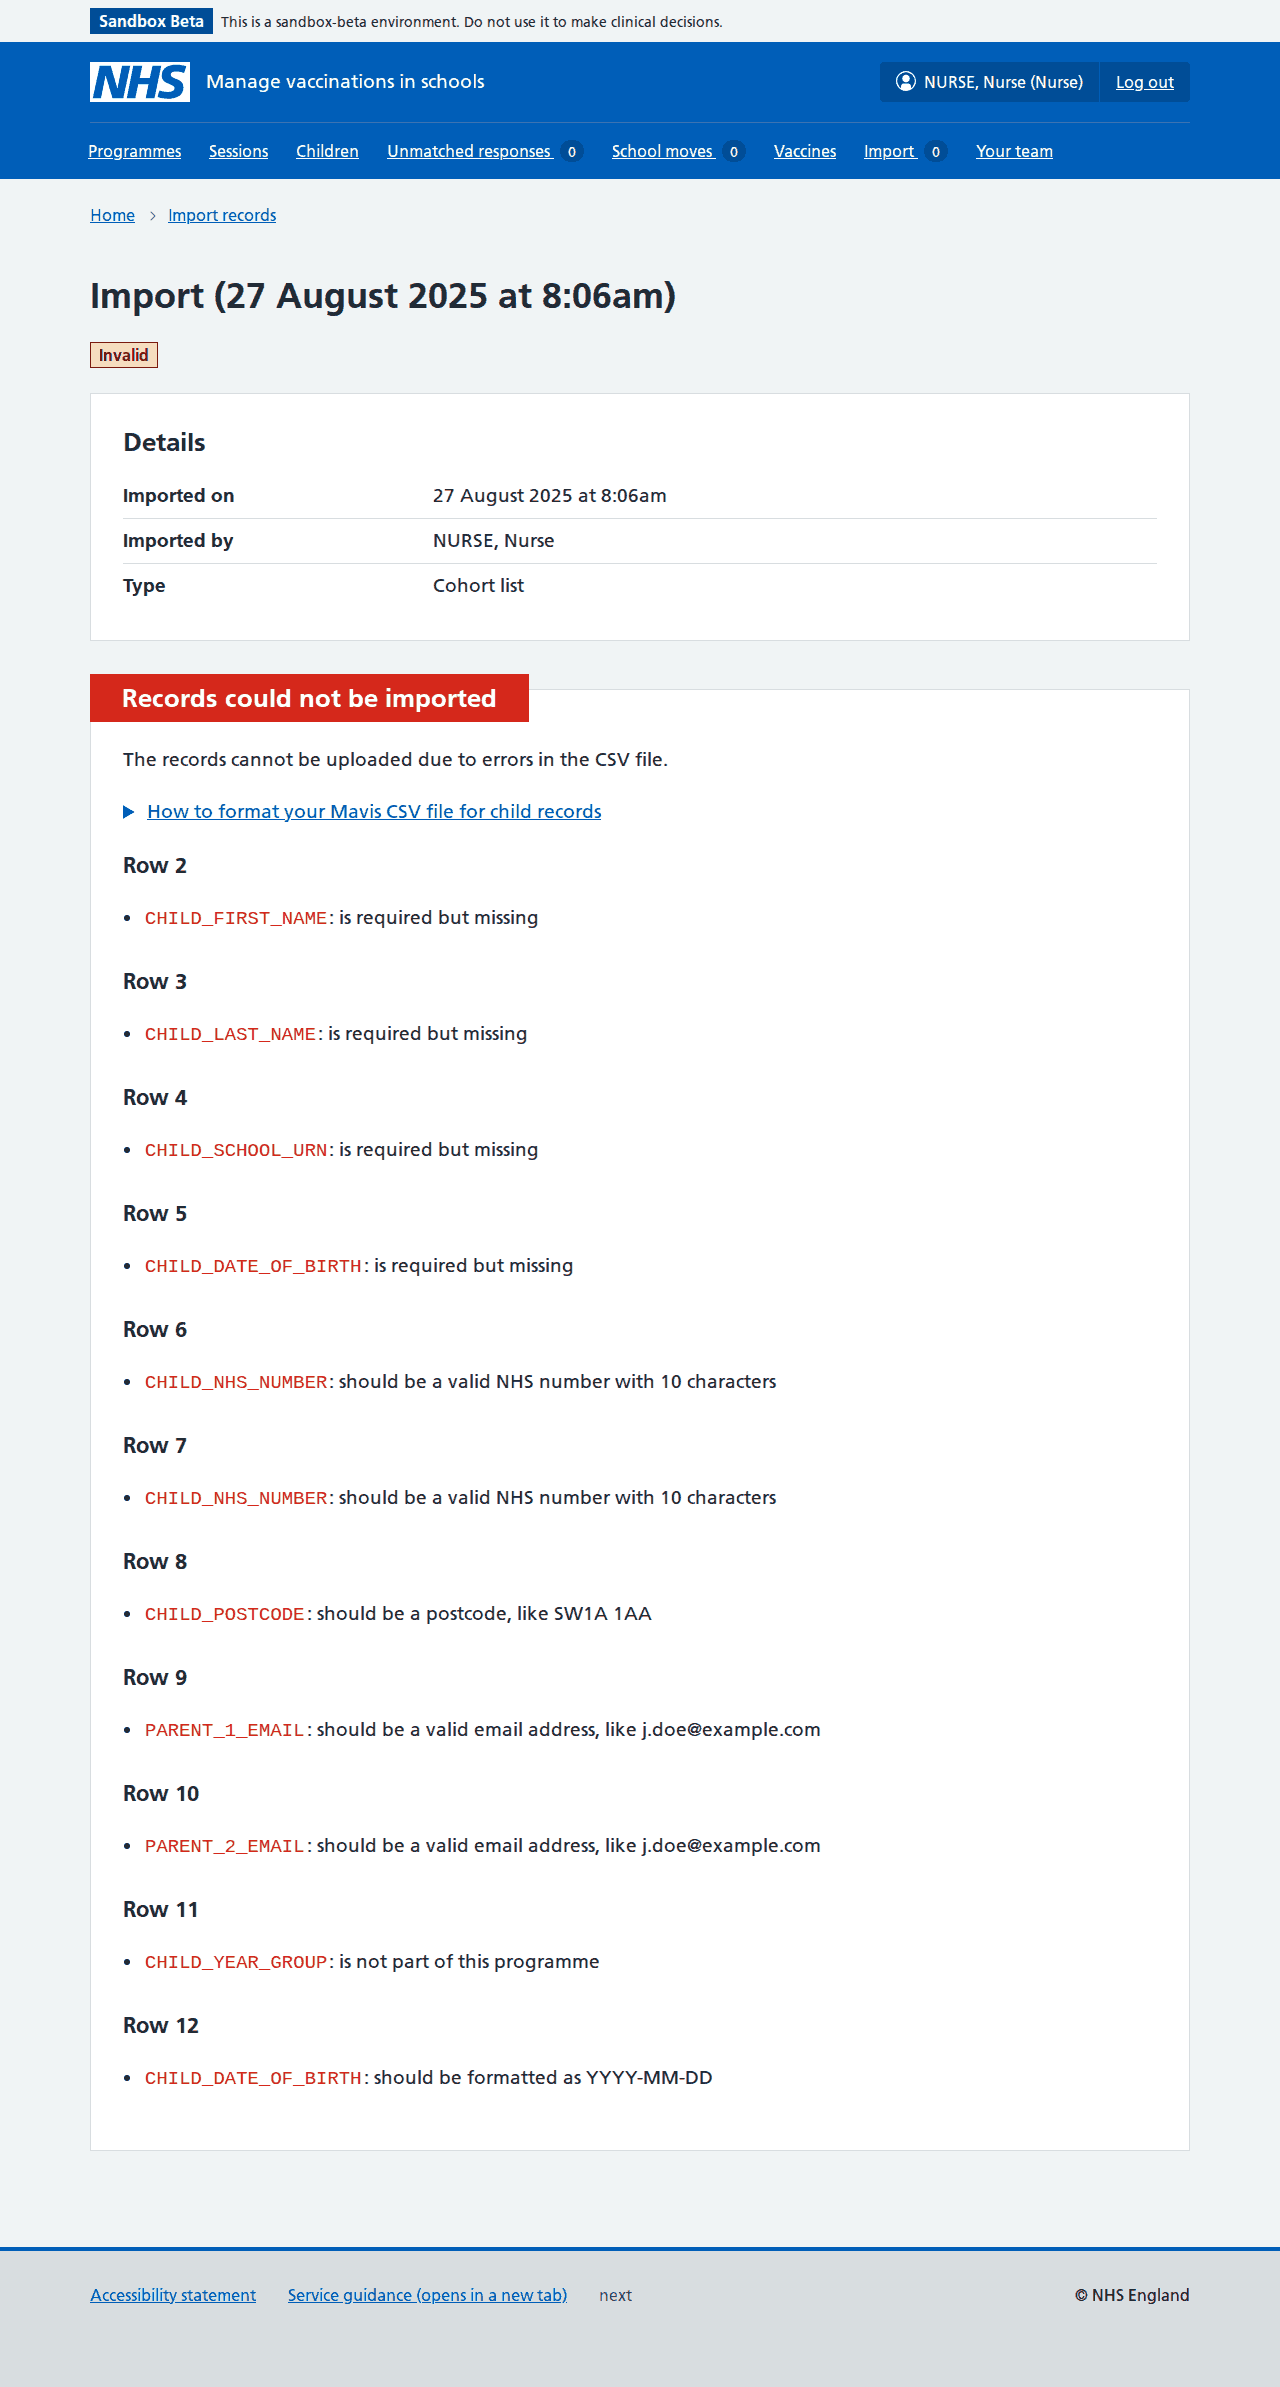 Sandbox Beta This is a sandbox-beta environment. Do not use it to make clinical decisions.
NHS Manage vaccinations in schools NURSE, Nurse (Nurse) Log out
Programmes Sessions Children Unmatched responses 0 School moves 0 Vaccines Import 0 Your team
Home Import records
Import (27 August 2025 at 8:06am)
Invalid
Details
Imported on 27 August 2025 at 8:06am
Imported by NURSE, Nurse
Type Cohort list
Records could not be imported
The records cannot be uploaded due to errors in the CSV file.
How to format your Mavis CSV file for child records
Row 2
CHILD_FIRST_NAME: is required but missing
Row 3
CHILD_LAST_NAME: is required but missing
Row 4
CHILD_SCHOOL_URN: is required but missing
Row 5
CHILD_DATE_OF_BIRTH: is required but missing
Row 6
CHILD_NHS_NUMBER: should be a valid NHS number with 10 characters
Row 7
CHILD_NHS_NUMBER: should be a valid NHS number with 10 characters
Row 8
CHILD_POSTCODE: should be a postcode, like SW1A 1AA
Row 9
PARENT_1_EMAIL: should be a valid email address, like j.doe@example.com
Row 10
PARENT_2_EMAIL: should be a valid email address, like j.doe@example.com
Row 11
CHILD_YEAR_GROUP: is not part of this programme
Row 12
CHILD_DATE_OF_BIRTH: should be formatted as YYYY-MM-DD
Accessibility statement Service guidance (opens in a new tab) next © NHS England